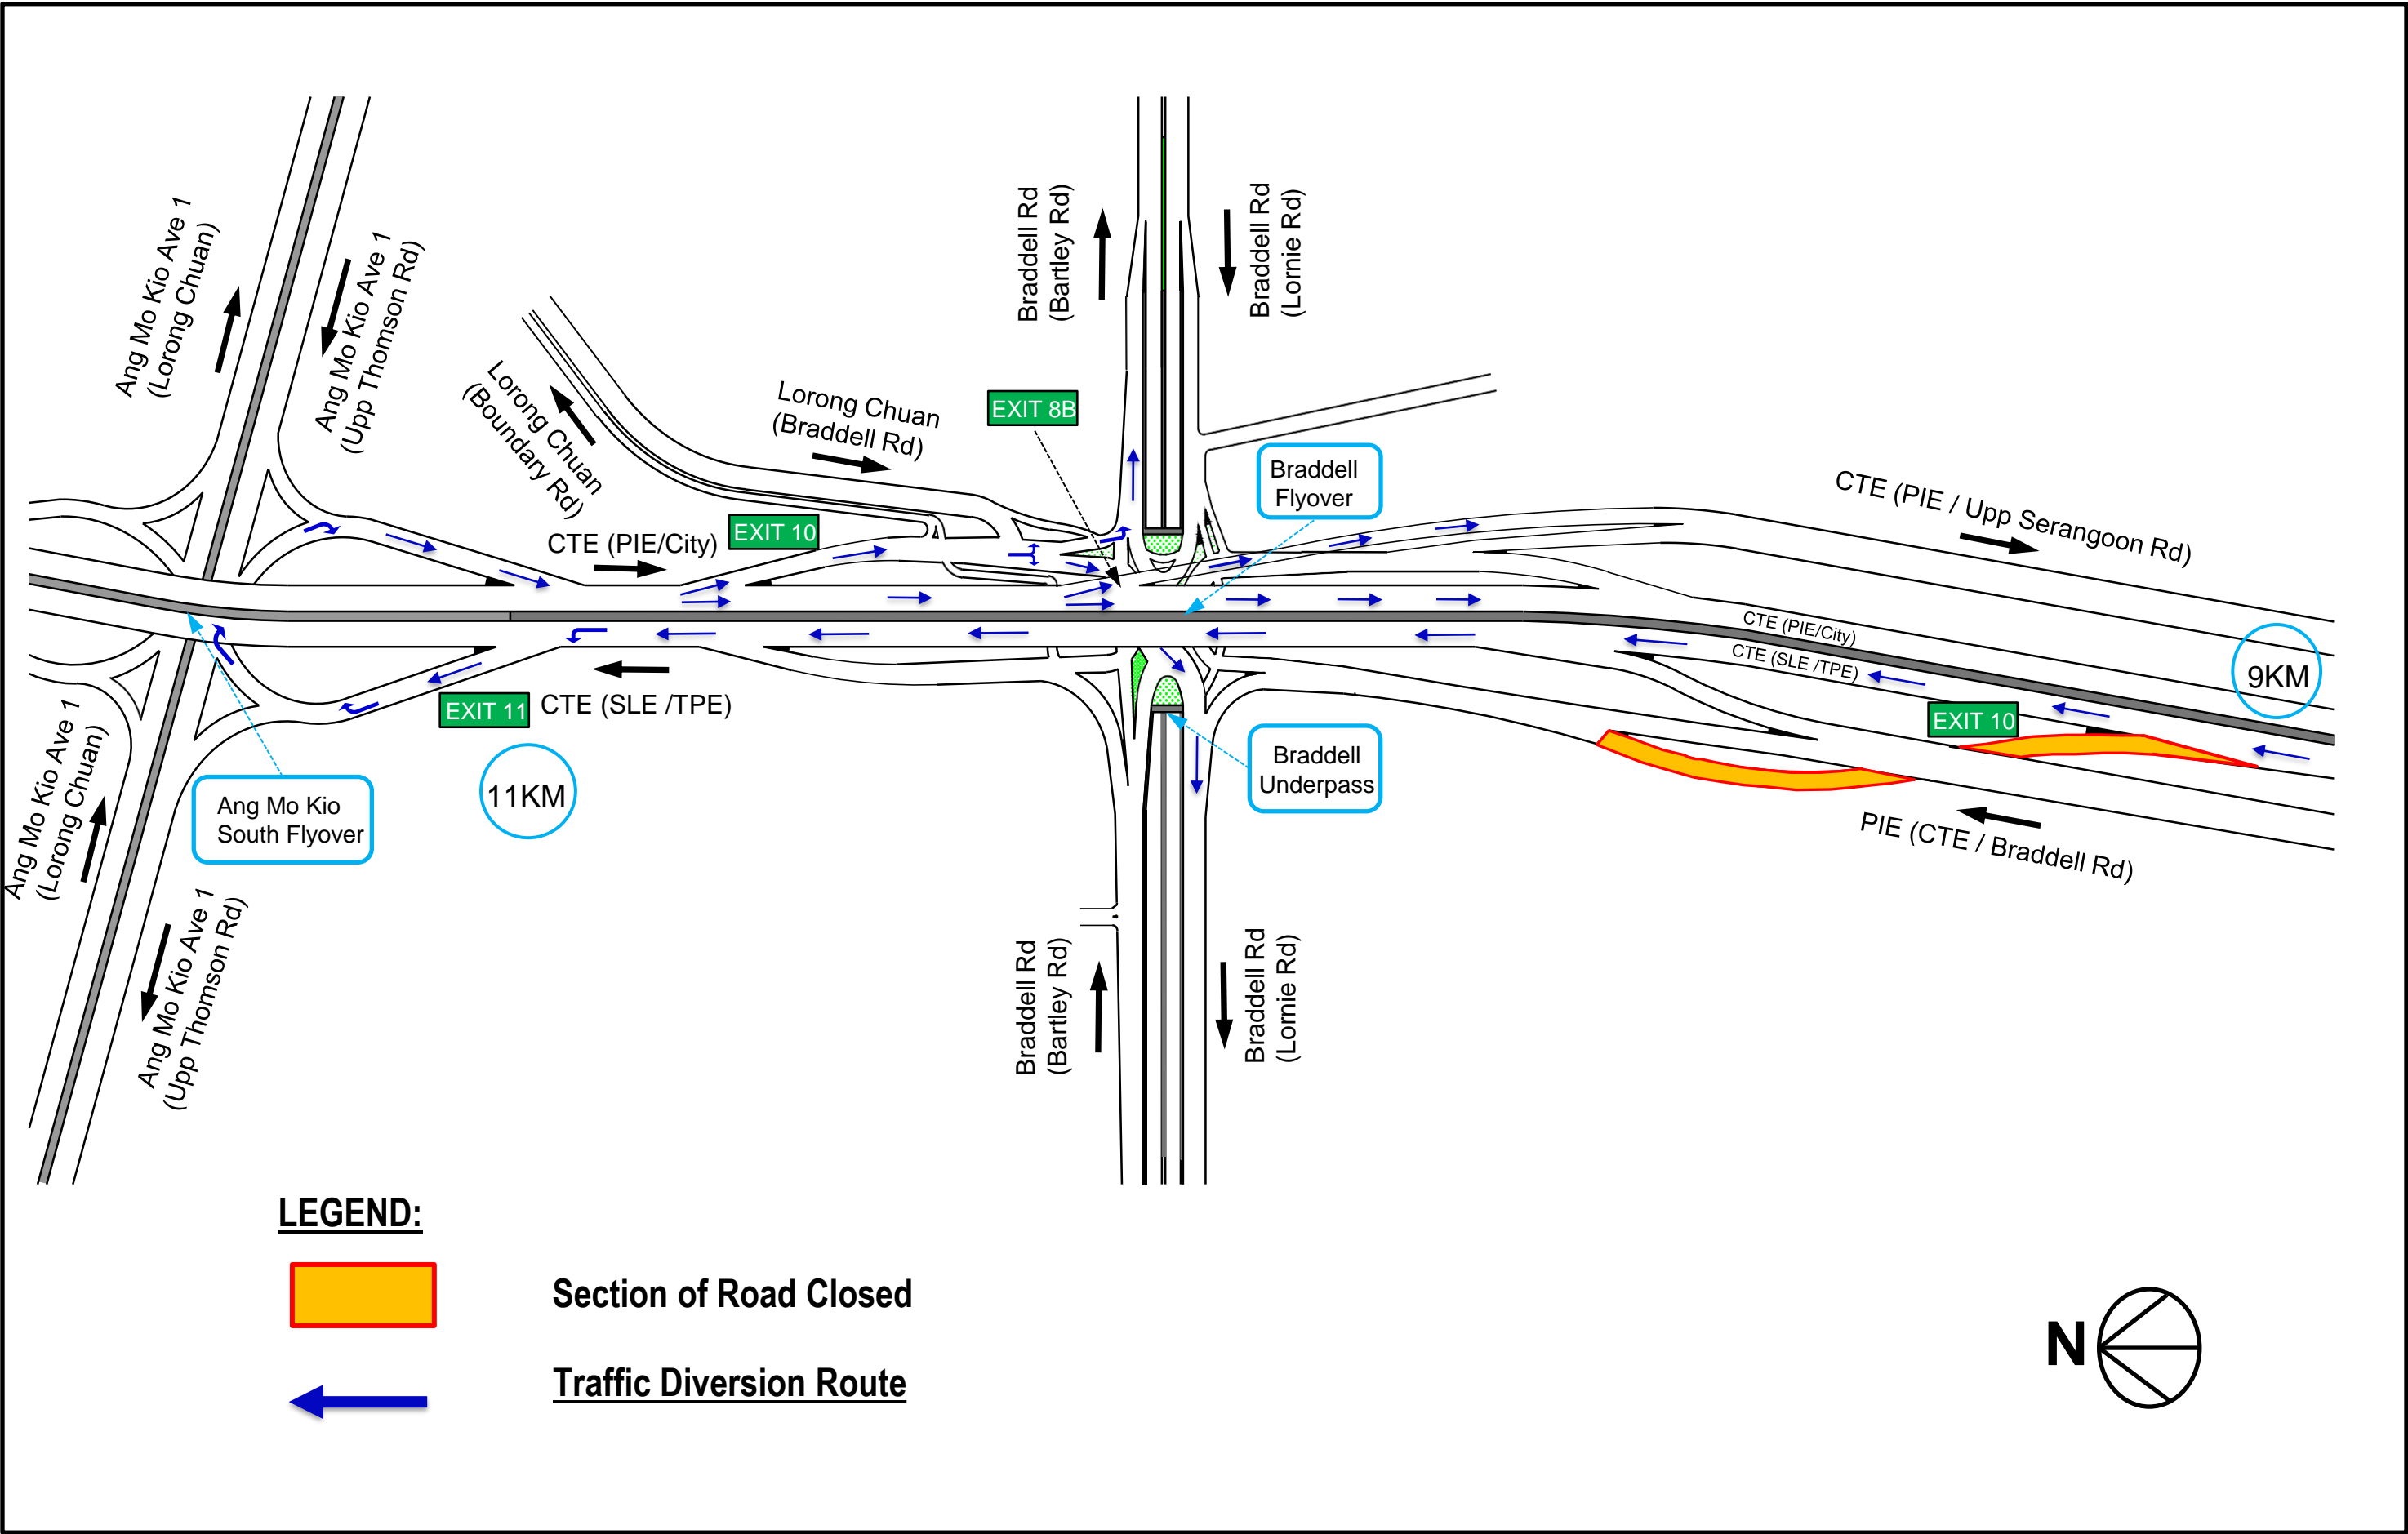 Ang Mo Kio Ave 1
(Lorong Chuan)
Ang Mo Kio Ave 1
(Upp Thomson Rd)
Lorong Chuan
(Boundary Rd)
Lorong Chuan
(Braddell Rd)
Braddell Rd
(Bartley Rd)
Braddell Rd
(Lornie Rd)
EXIT 8B
Braddell
Flyover
CTE (PIE / Upp Serangoon Rd)
CTE (PIE/City)
EXIT 10
CTE (PIE/City)
CTE (SLE /TPE)
9KM
EXIT 10
EXIT 11
CTE (SLE /TPE)
11KM
Ang Mo Kio
South Flyover
Braddell
Underpass
PIE (CTE / Braddell Rd)
Ang Mo Kio Ave 1
(Lorong Chuan)
Ang Mo Kio Ave 1
(Upp Thomson Rd)
Braddell Rd
(Bartley Rd)
Braddell Rd
(Lornie Rd)
LEGEND:
Section of Road Closed
Traffic Diversion Route
N